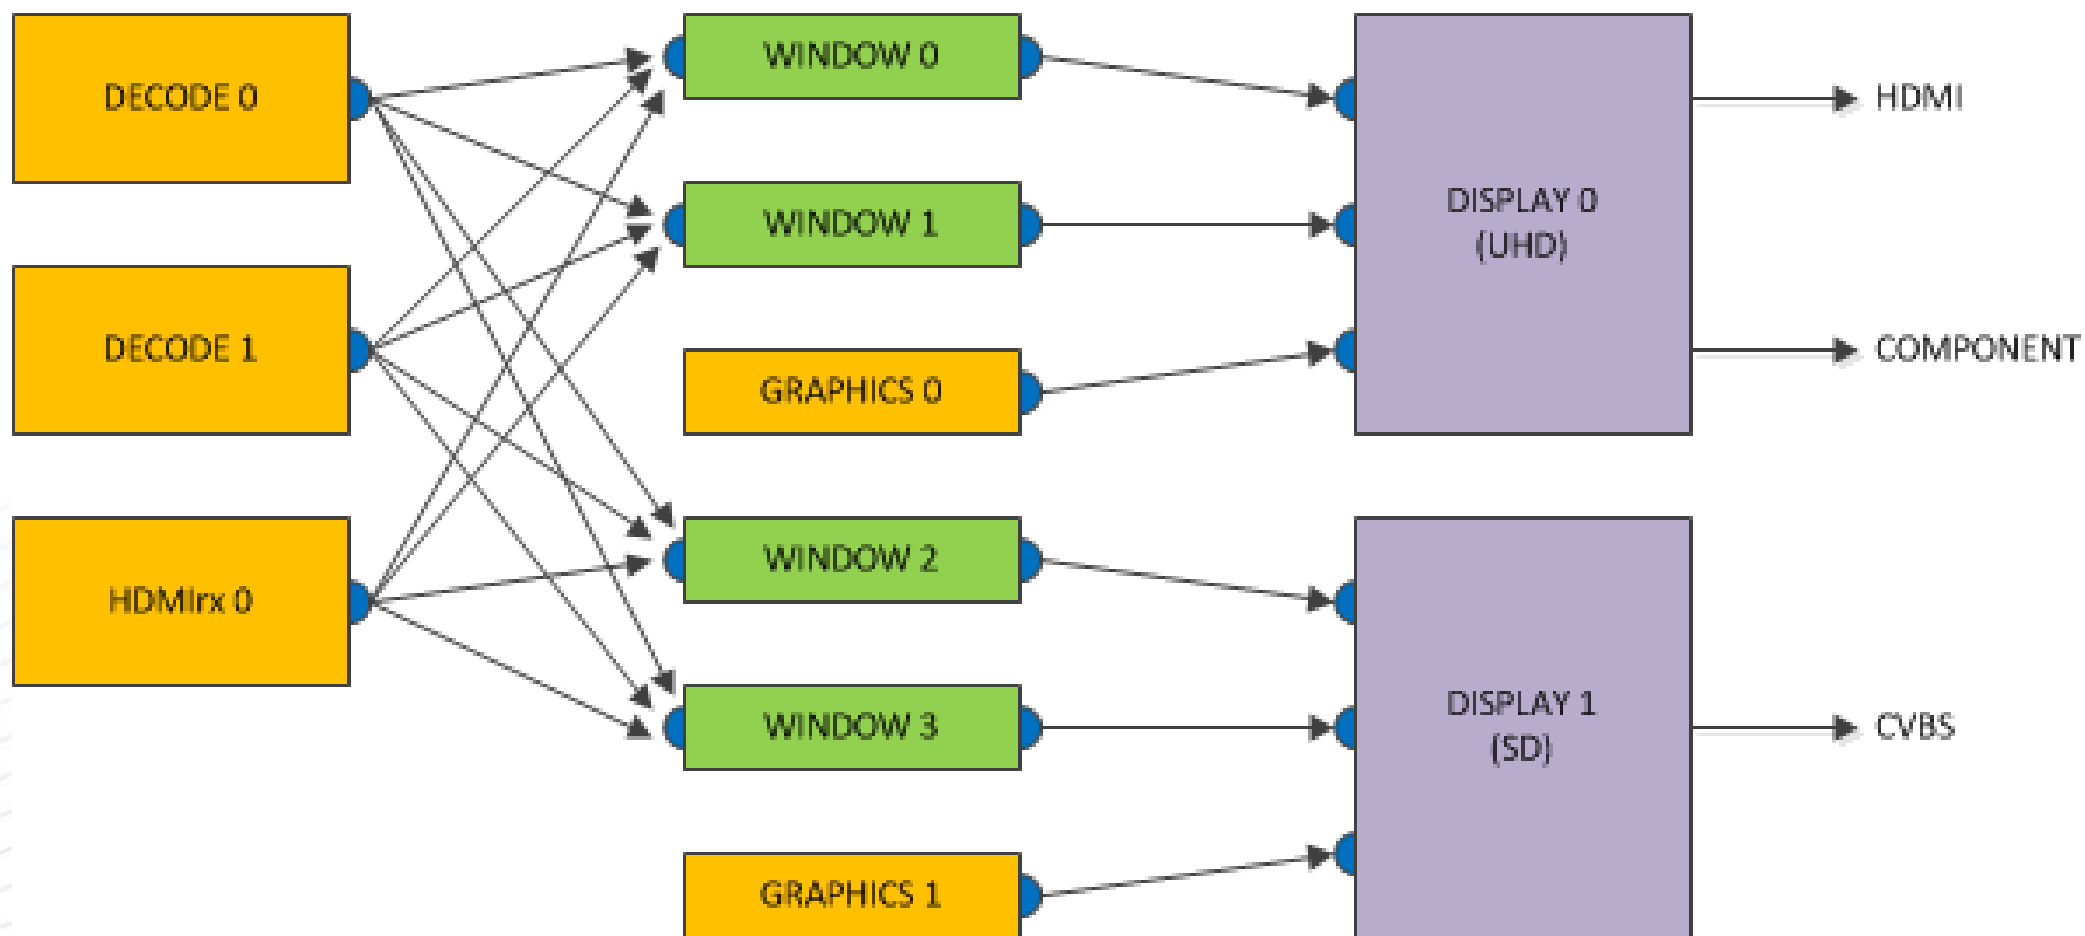 DECODE 0
DECODE 1
HDMIrx 0
WINDOW 0
WINDOW 1
GRAPHICS 0
WINDOW 2
WINDOW 3
GRAPHICS 1
DISPLAY 0
(UHD)
DISPLAY 1
(SD)
HDMI
COMPONENT
CVBS